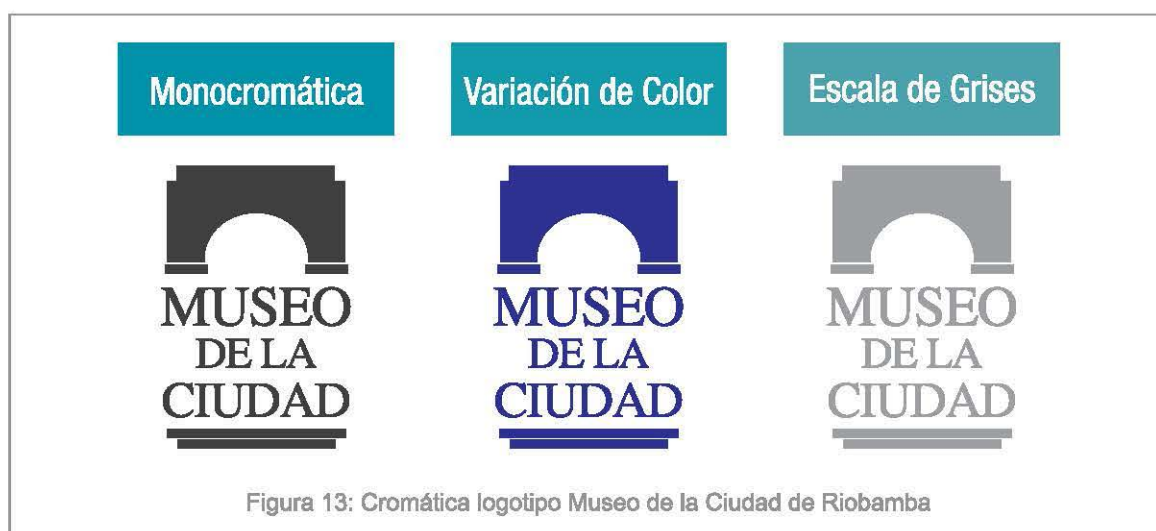 Monocromática
Variación de Color
Escala de Grises
MUSEO
DE LA
CIUDAD
MUSEO
DE LA
CIUDAD
MUSEO
DE LA
CIUDAD
Figura 13: Cromática logotipo Museo de la Ciudad de Riobamba